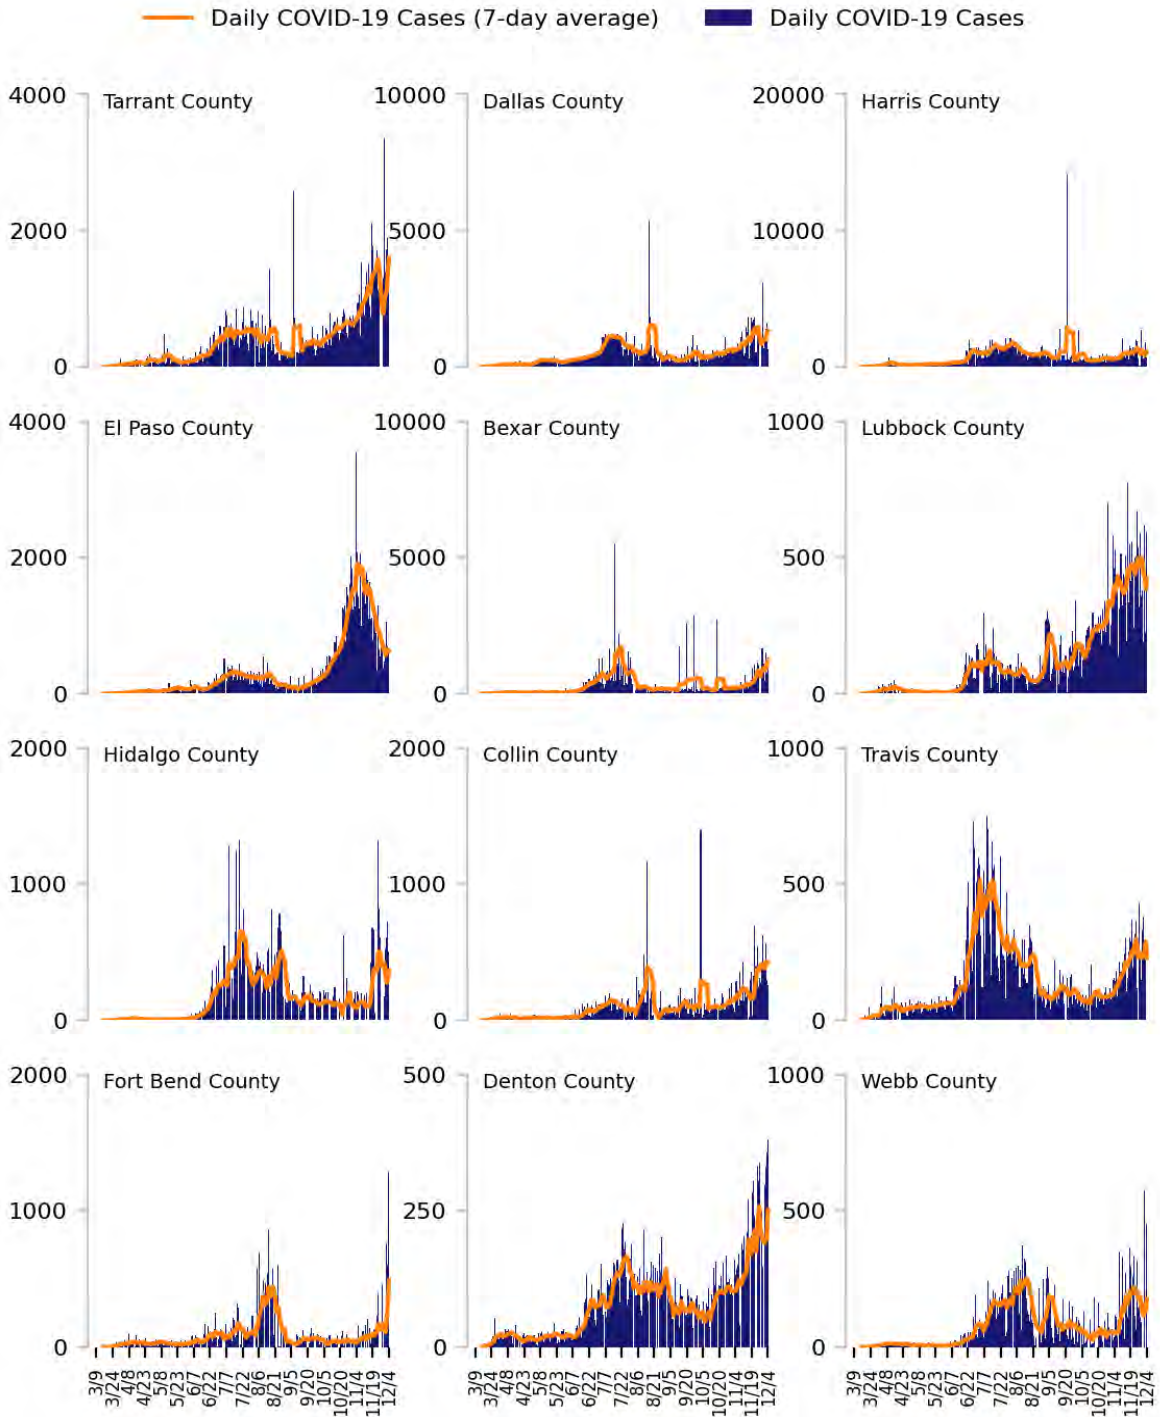 Daily COVID-19 Cases (7-day average) Daily COVID-19 Cases
4000 Tarrant County 10000 Dallas County 20000 Harris County
2000 5000 10000
0 0 0
4000 El Paso County 10000 Bexar County 1000 Lubbock County
2000 5000 500
0 0 0
2000 Hidalgo County 2000 Collin County 1000 Travis County
1000 1000 500
0 0 0
2000 Fort Bend County 500 Denton County 1000 Webb County
1000 250 500
0 0 0
3/9 3/24 4/8 4/23 5/8 5/23 6/7 6/22 7/7 7/22 8/6 8/21 9/5 9/20 10/5 10/20 11/4 11/19 12/4 3/9 3/24 4/8 4/23 5/8 5/23 6/7 6/22 7/7 7/22 8/6 8/21 9/5 9/20 10/5 10/20 11/4 11/19 12/4 3/9 3/24 4/8 4/23 5/8 5/23 6/7 6/22 7/7 7/22 8/6 8/21 9/5 9/20 10/5 10/20 11/4 11/19 12/4